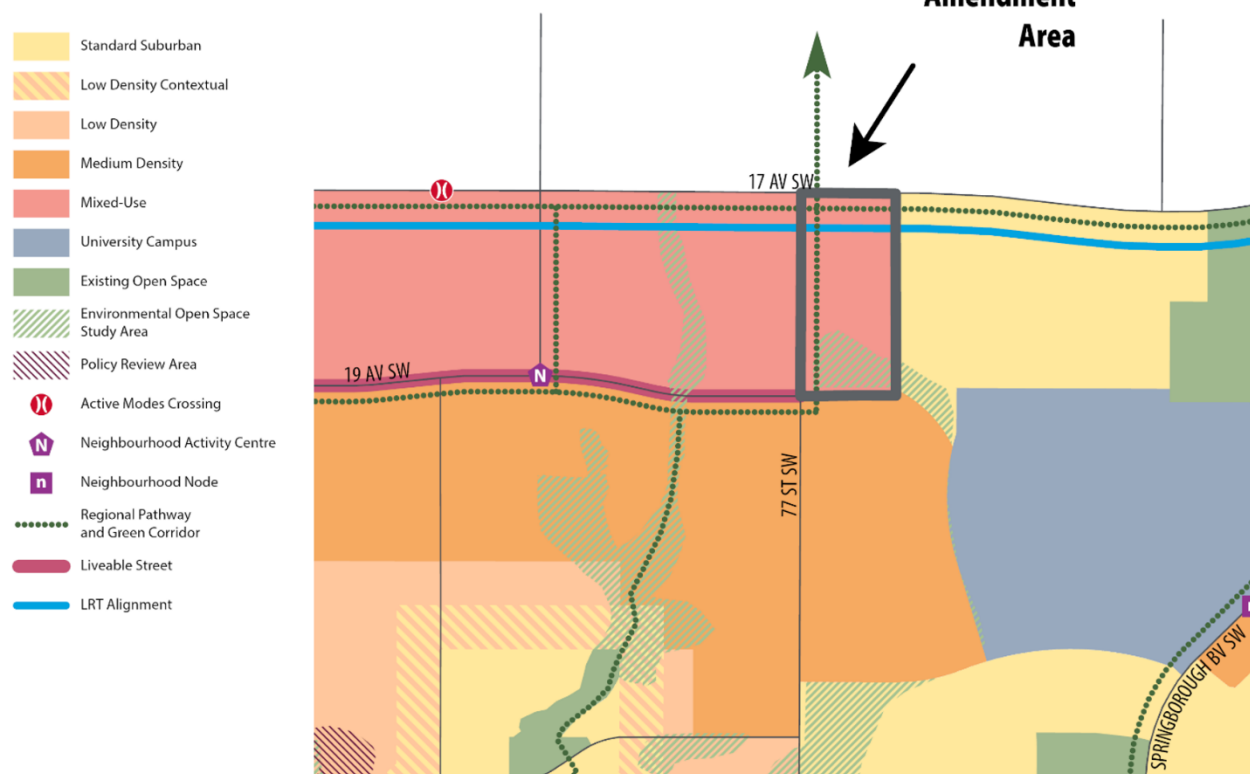 Amendment
Area
Standard Suburban
Low Density Contextual
Low Density
Medium Density
Mixed-Use
University Campus
Existing Open Space
Environmental Open Space
Study Area
Policy Review Area
Active Modes Crossing
N
Neighbourhood Activity Centre
n
Neighbourhood Node
Regional Pathway
and Green Corridor
Liveable Street
LRT Alignment
17 AV SW
19 AV SW
N
77 ST SW
SPRINGBOROUGH BV SW